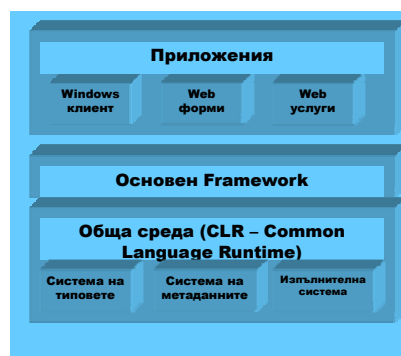 Приложения
Windows клиент
Web форми
Web услуги
Основен Framework
Обща среда (CLR – Common
Language Runtime)
Система на типовете
Система на метаданните
Изпълнителна система